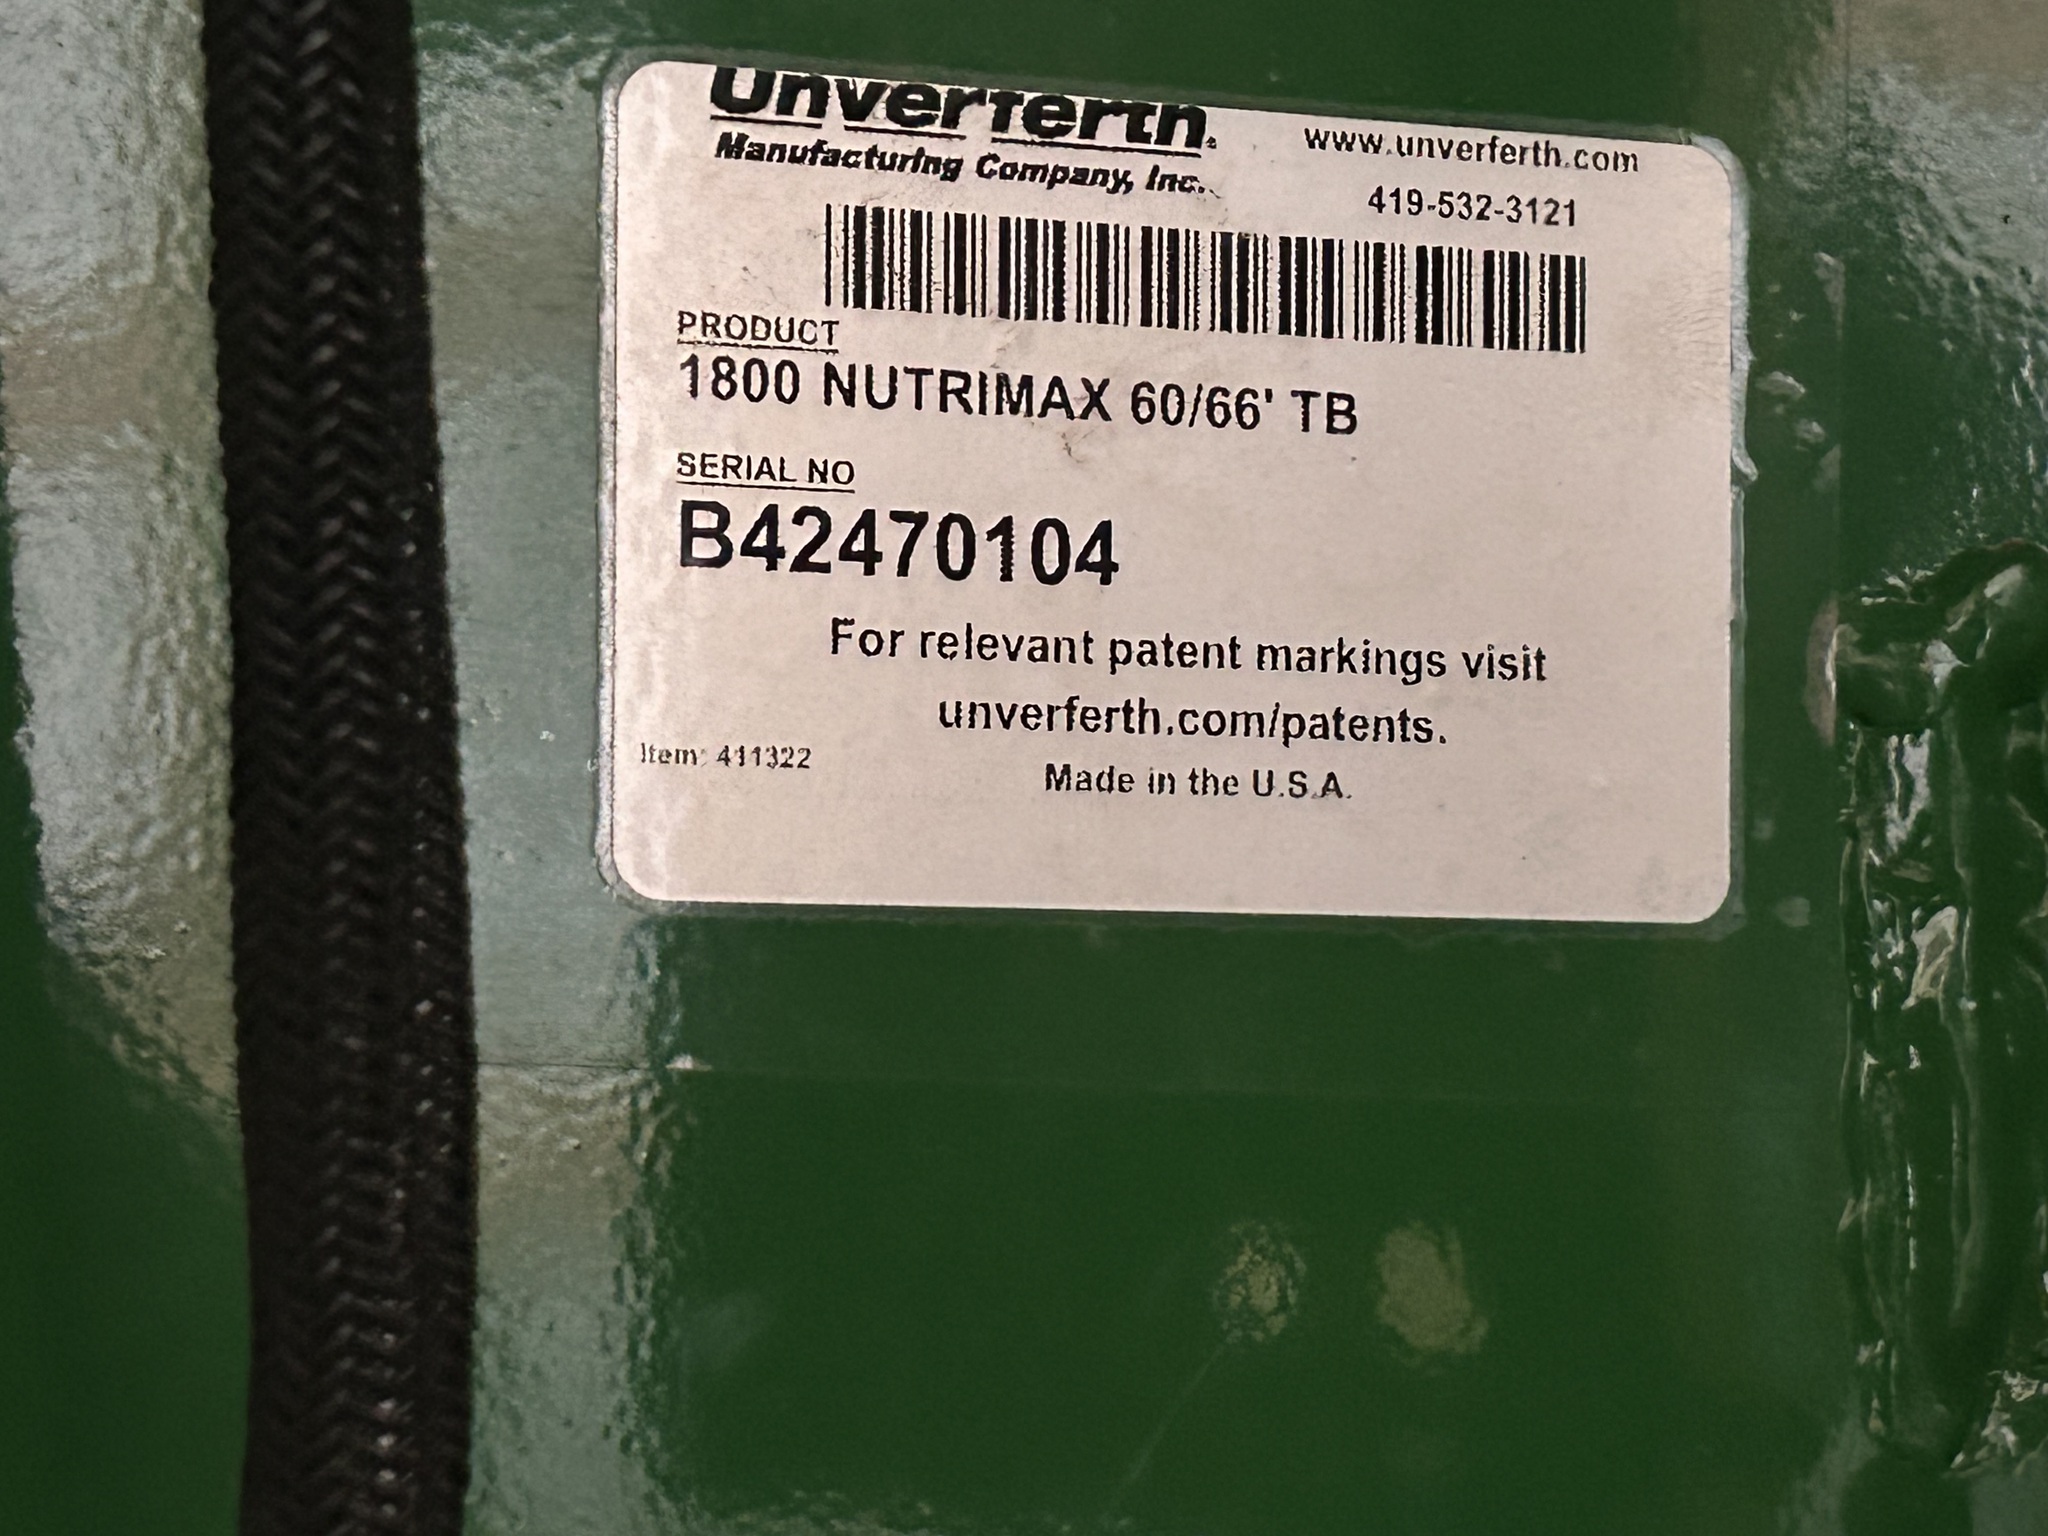 Unverferth®
Manufacturing Company, Inc.
www.unverferth.com
419-532-3121
PRODUCT
1800 NUTRIMAX 60/66' TB
SERIAL NO
B42470104
For relevant patent markings visit
unverferth.com/patents.
Item: 411322
Made in the U.S.A.